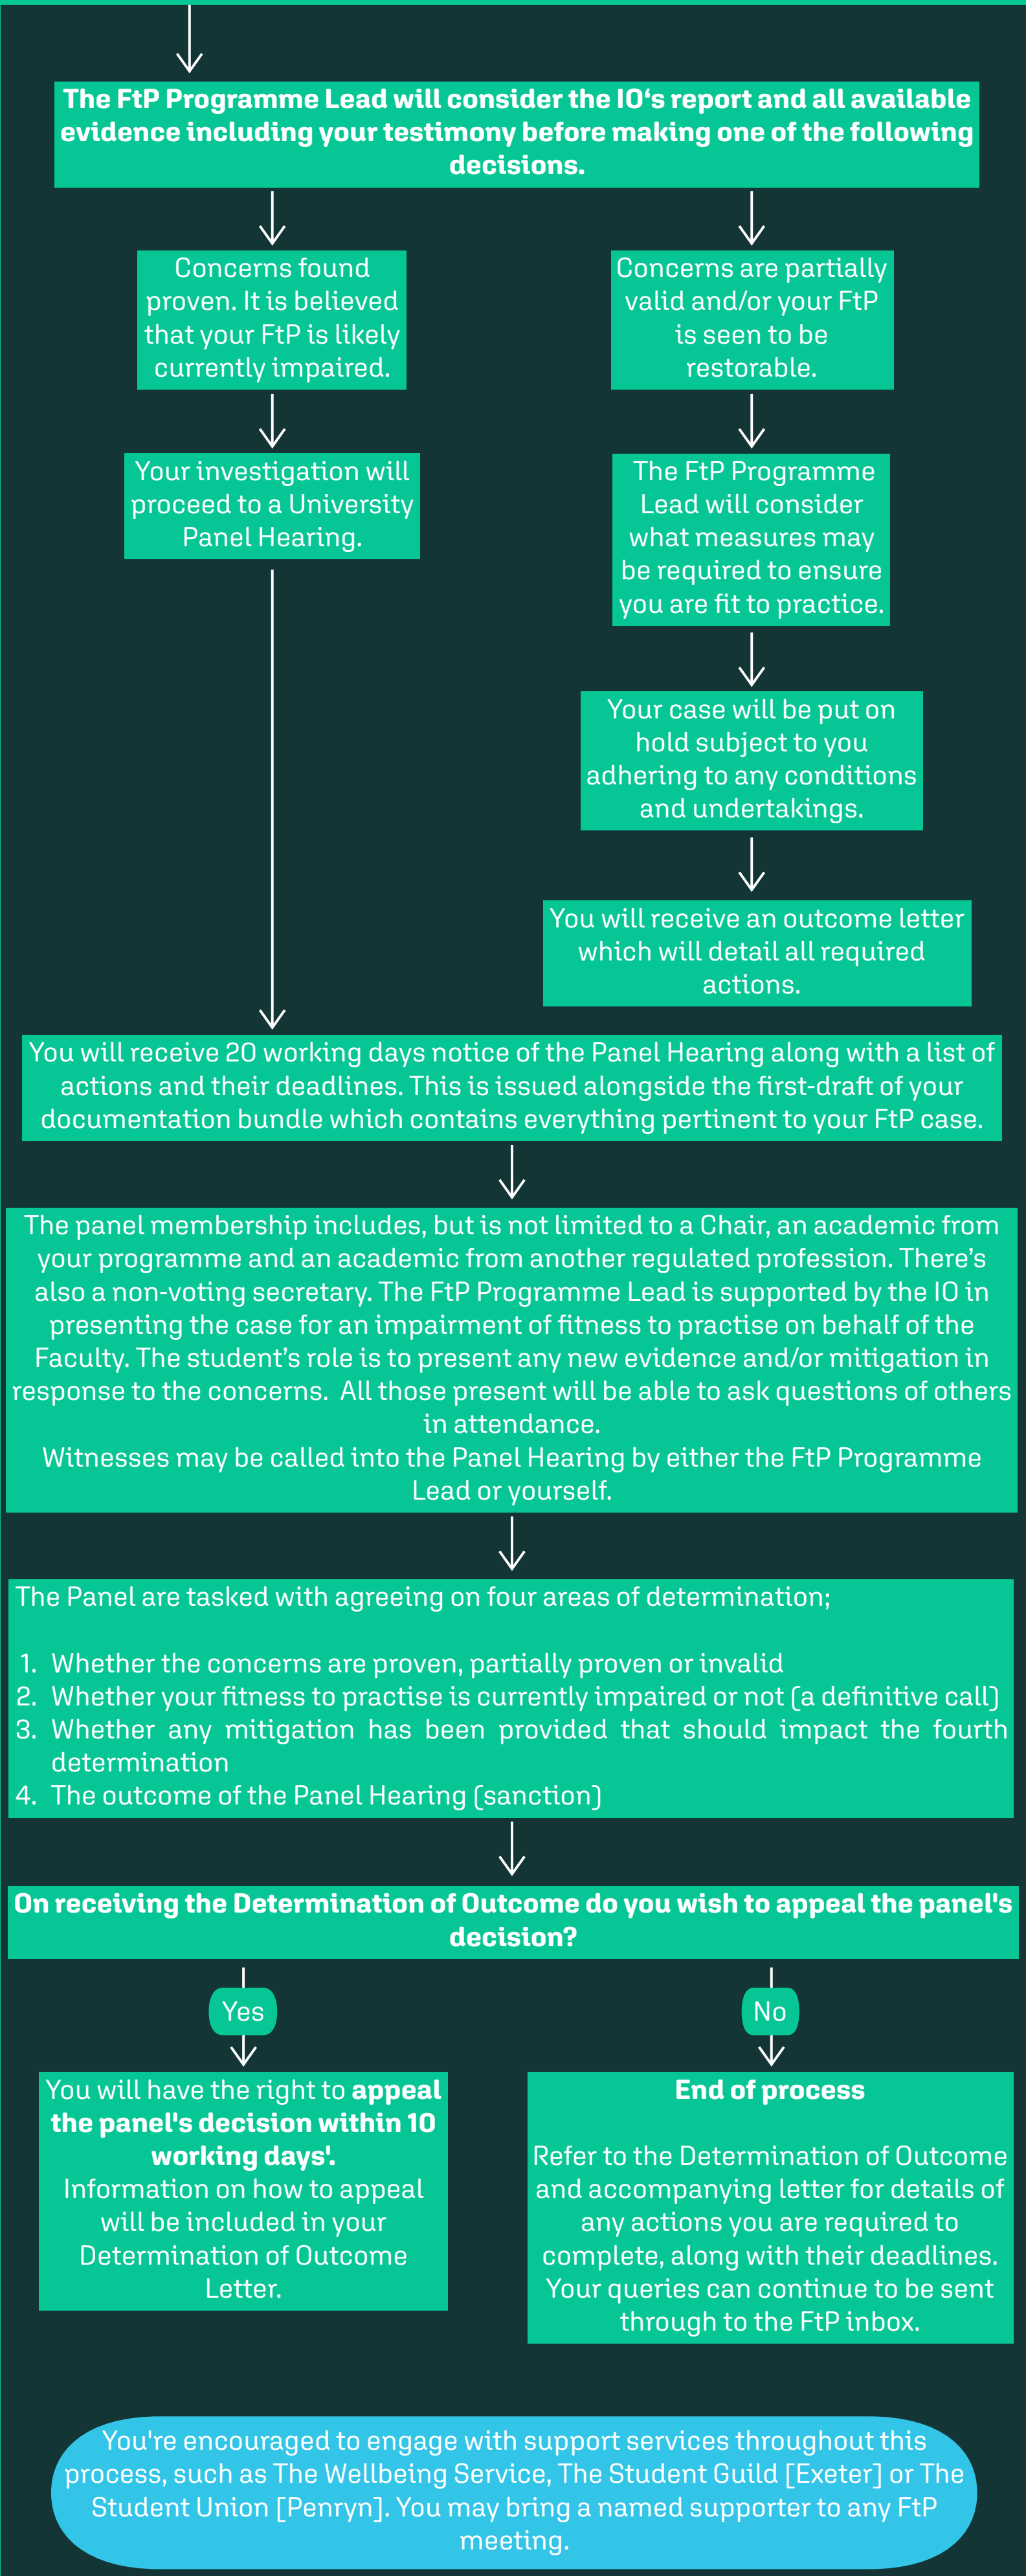 The FtP Programme Lead will consider the IO‘s report and all available
evidence including your testimony before making one of the following
decisions.
Concerns found
proven. It is believed
that your FtP is likely
currently impaired.
Concerns are partially
valid and/or your FtP
is seen to be
restorable.
Your investigation will
proceed to a University
Panel Hearing.
The FtP Programme
Lead will consider
what measures may
be required to ensure
you are fit to practice.
Your case will be put on
hold subject to you
adhering to any conditions
and undertakings.
You will receive an outcome letter
which will detail all required
actions.
You will receive 20 working days notice of the Panel Hearing along with a list of
actions and their deadlines. This is issued alongside the first-draft of your
documentation bundle which contains everything pertinent to your FtP case.
The panel membership includes, but is not limited to a Chair, an academic from
your programme and an academic from another regulated profession. There’s
also a non-voting secretary. The FtP Programme Lead is supported by the IO in
presenting the case for an impairment of fitness to practise on behalf of the
Faculty. The student’s role is to present any new evidence and/or mitigation in
response to the concerns.  All those present will be able to ask questions of others
in attendance.
Witnesses may be called into the Panel Hearing by either the FtP Programme
Lead or yourself.
The Panel are tasked with agreeing on four areas of determination;
1. Whether the concerns are proven, partially proven or invalid
2. Whether your fitness to practise is currently impaired or not (a definitive call)
3. Whether any mitigation has been provided that should impact the fourth
determination
4. The outcome of the Panel Hearing (sanction)
On receiving the Determination of Outcome do you wish to appeal the panel's
decision?
Yes
No
You will have the right to appeal
the panel's decision within 10
working days'.
Information on how to appeal
will be included in your
Determination of Outcome
Letter.
End of process
Refer to the Determination of Outcome
and accompanying letter for details of
any actions you are required to
complete, along with their deadlines.
Your queries can continue to be sent
through to the FtP inbox.
You're encouraged to engage with support services throughout this
process, such as The Wellbeing Service, The Student Guild [Exeter] or The
Student Union [Penryn]. You may bring a named supporter to any FtP
meeting.